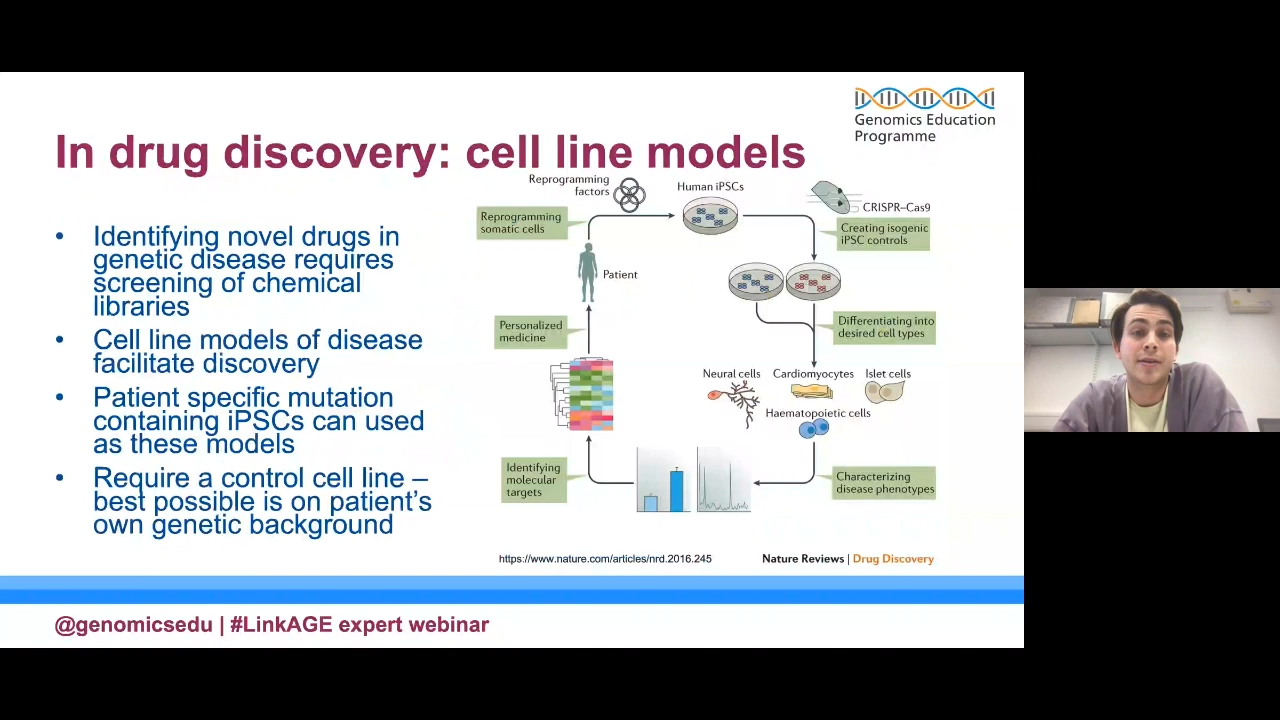 Genomics Education
Programme
In drug discovery: cell line models
• Identifying novel drugs in
genetic disease requires
screening of chemical
libraries
• Cell line models of disease
facilitate discovery
• Patient specific mutation
containing iPSCs can used
as these models
• Require a control cell line –
best possible is on patient's
own genetic background
Reprogramming
factors
Human iPSCs
CRISPR–Cas9
Reprogramming
somatic cells
Creating isogenic
iPSC controls
Patient
Personalized
medicine
Differentiating into
desired cell types
Neural cells
Cardiomyocytes
Islet cells
Haematopoietic cells
Identifying
molecular
targets
Characterizing
disease phenotypes
https://www.nature.com/articles/nrd.2016.245
Nature Reviews | Drug Discovery
@genomicsedu | #LinkAGE expert webinar